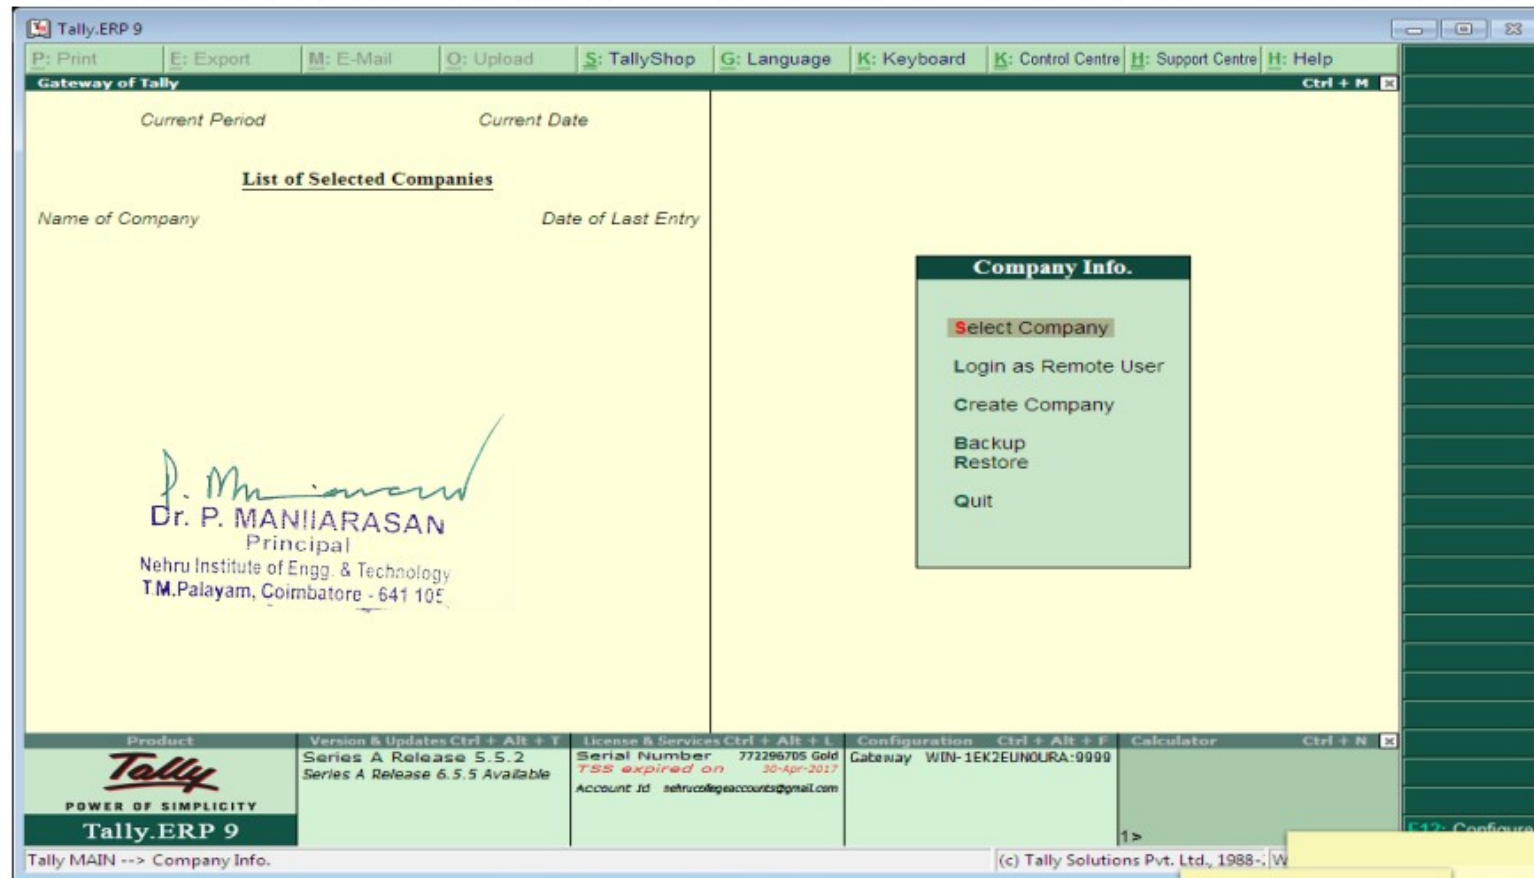 Tally.ERP 9
P: Print E: Export M: E-Mail O: Upload S: TallyShop G: Language K: Keyboard K: Control Centre H: Support Centre H: Help
Gateway of Tally Ctrl + M
Current Period Current Date
List of Selected Companies
Name of Company Date of Last Entry
Company Info.
Select Company
Login as Remote User
Create Company
Backup
Restore
Quit
Dr. P. MANIIARASAN
Principal
Nehru Institute of Engg. & Technology
T.M.Palayam, Coimbatore - 641 105
Product
Tally
POWER OF SIMPLICITY
Tally.ERP 9
Version & Updates Ctrl + Alt + T
Series A Release 5.5.2
Series A Release 6.5.5 Available
License & Services Ctrl + Alt + L
Serial Number 772296705 Gold
TSS expired on 30-Apr-2017
Account Id nehrucollegeaccounts@gmail.com
Configuration Ctrl + Alt + F
Gateway WIN-1EK2EUNOURA:9999
Calculator Ctrl + N
1>
F12: Configure
Tally MAIN --> Company Info. (c) Tally Solutions Pvt. Ltd., 1988-